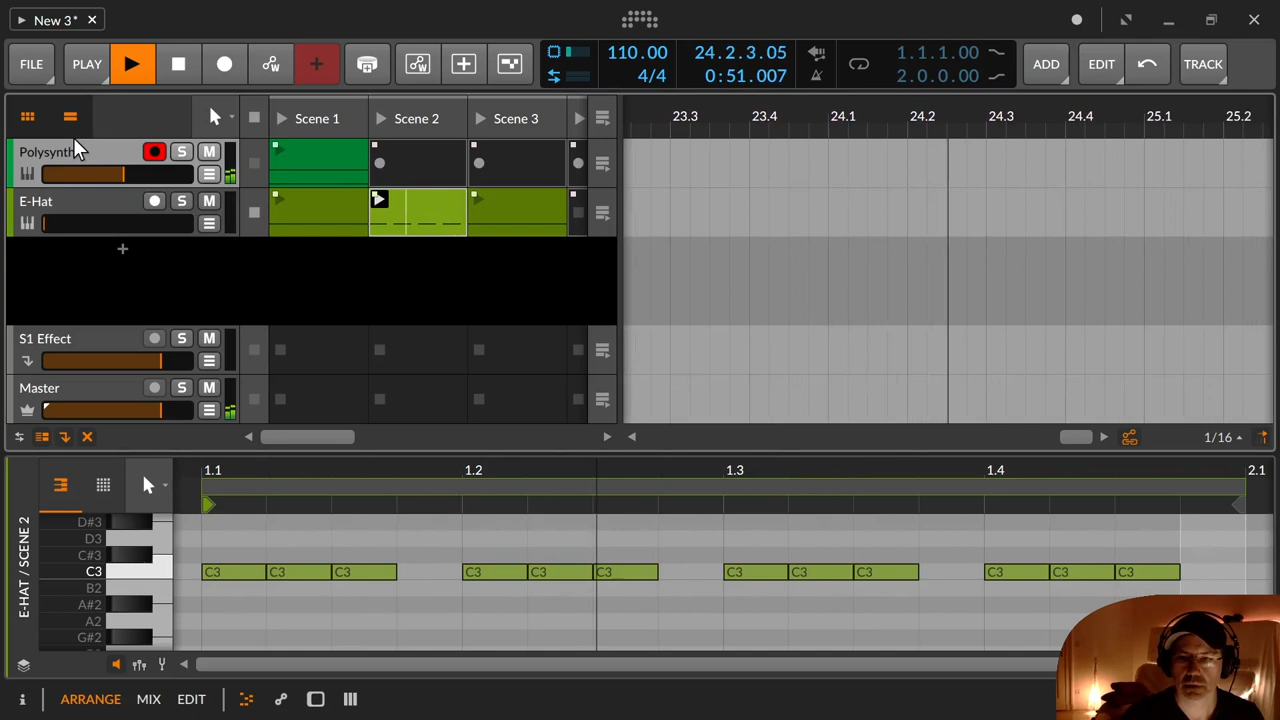 New 3*
FILE PLAY 110.00 4/4 24.2.3.05 0:51.007 1.1.1.00 2.0.0.00 ADD EDIT TRACK
Scene 1 Scene 2 Scene 3 23.3 23.4 24.1 24.2 24.3 24.4 25.1 25.2
Polysynth S M
E-Hat S M
+
S1 Effect S M
Master S M
1/16
1.1 1.2 1.3 1.4 2.1
E-HAT / SCENE 2
D#3
D3
C#3
C3 C3 C3 C3 C3 C3 C3 C3 C3 C3 C3 C3 C3
B2
A#2
A2
G#2
ARRANGE MIX EDIT